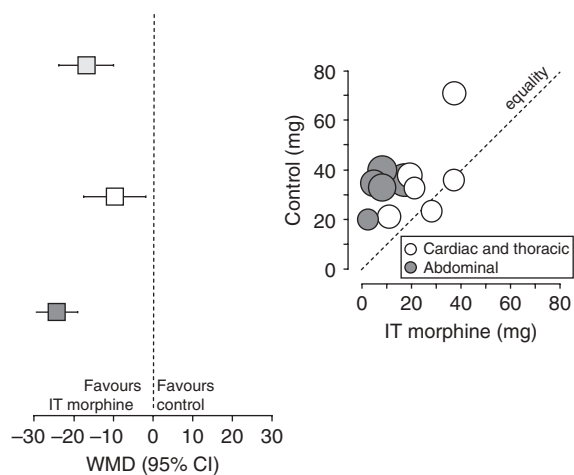 Favours
IT morphine
Favours
control
–30 –20 –10 0 10 20 30
WMD (95% CI)
80
60
40
20
0
Control (mg)
equality
Cardiac and thoracic
Abdominal
0 20 40 60 80
IT morphine (mg)